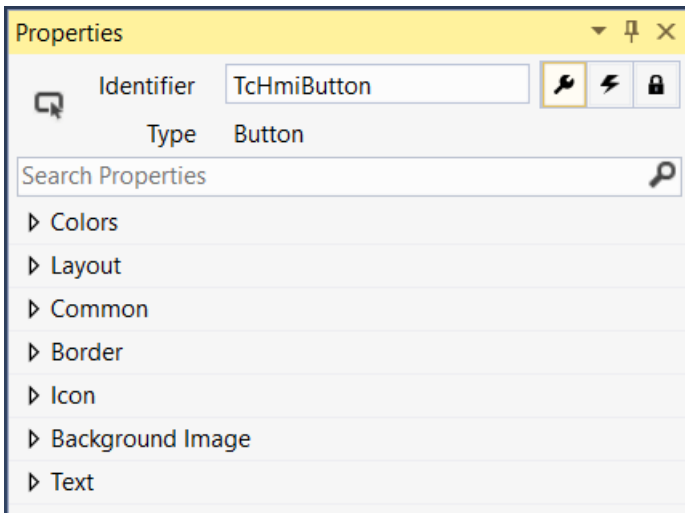 Properties
Identifier TcHmiButton
Type Button
Search Properties
Colors
Layout
Common
Border
Icon
Background Image
Text